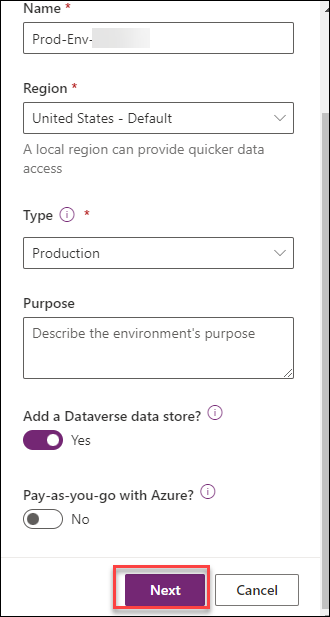 Name *
Prod-Env-
Region *
United States - Default
A local region can provide quicker data
access
Type *
Production
Purpose
Describe the environment's purpose
Add a Dataverse data store?
Yes
Pay-as-you-go with Azure?
No
Next
Cancel